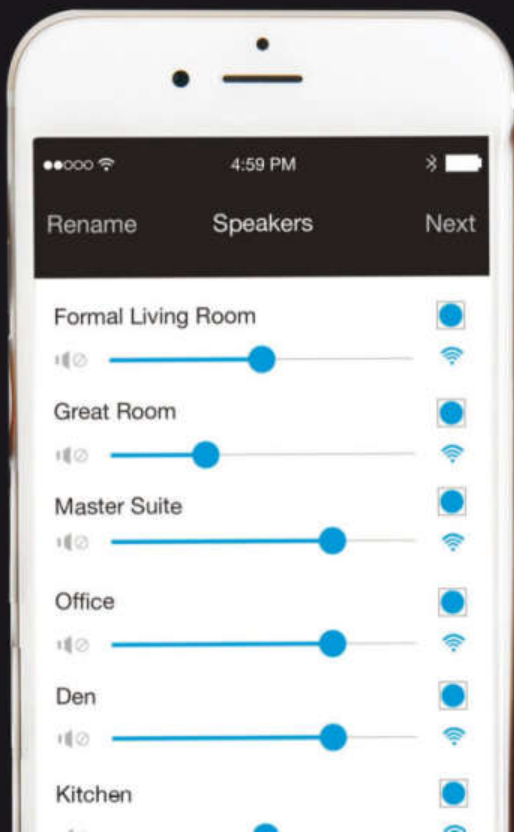 4:59 PM
Rename Speakers Next
Formal Living Room
Great Room
Master Suite
Office
Den
Kitchen